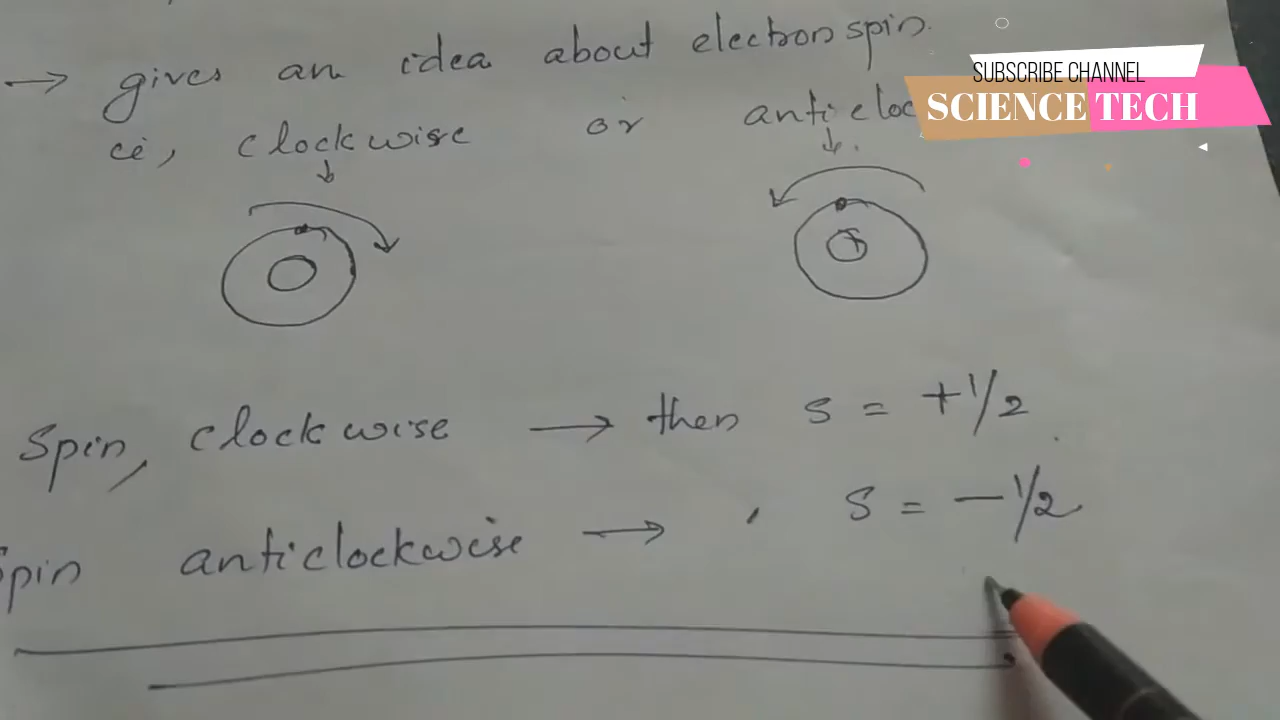 → gives an idea about electron spin.
ie, clockwise or anticloc
SUBSCRIBE CHANNEL
SCIENCE TECH
Spin, clockwise → then s = +1/2
spin anticlockwise → , s = -1/2